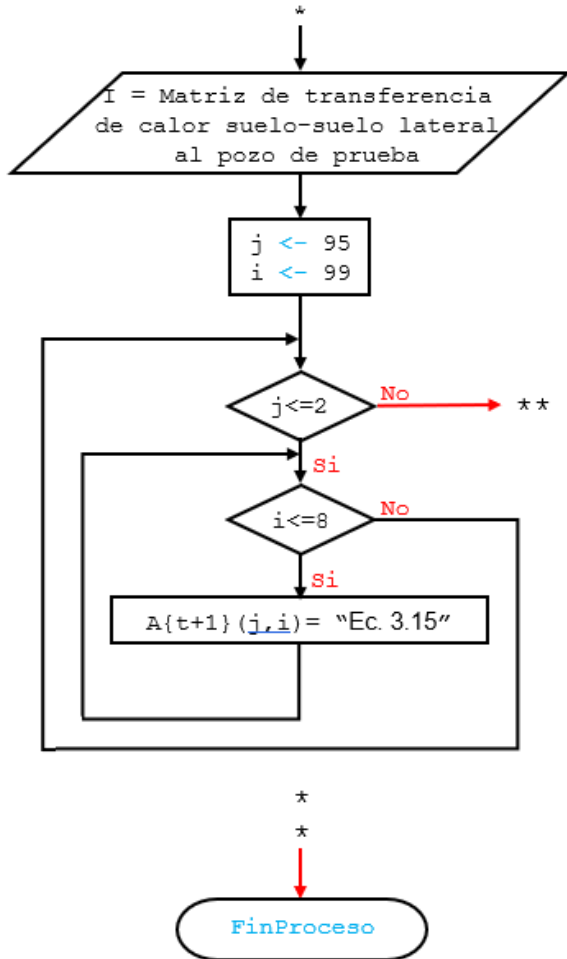 *
I = Matriz de transferencia
de calor suelo-suelo lateral
al pozo de prueba
j <- 95
i <- 99
j<=2
No
**
Si
i<=8
No
Si
A{t+1}(j,i)= “Ec. 3.15”
*
*
FinProceso